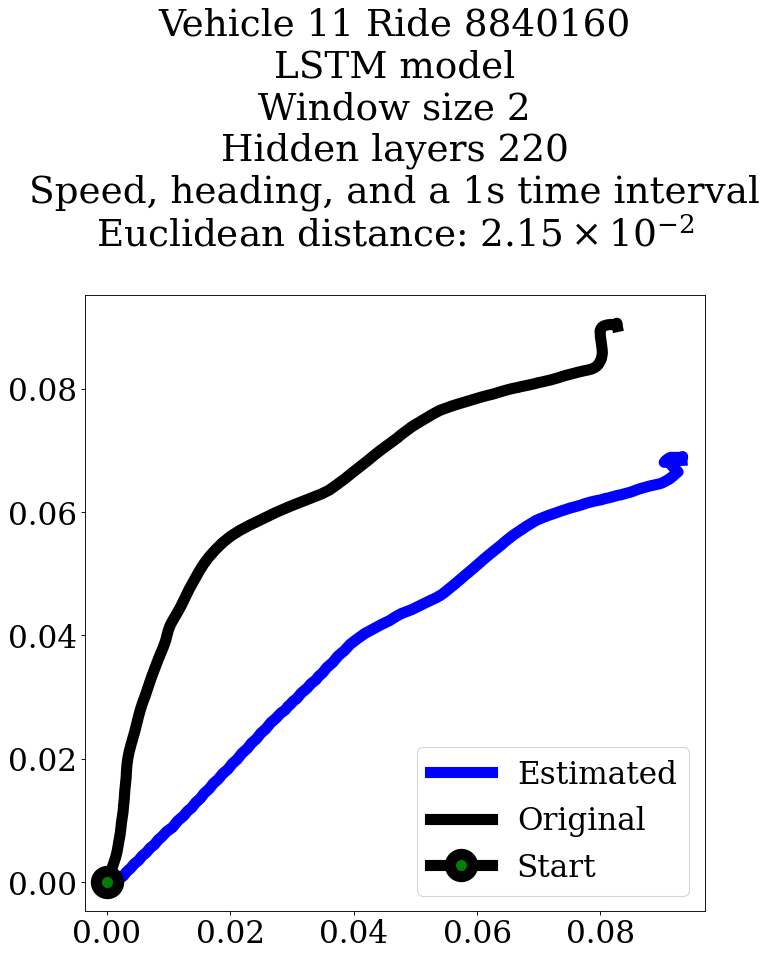 Vehicle 11 Ride 8840160
LSTM model
Window size 2
Hidden layers 220
Speed, heading, and a 1s time interval
Euclidean distance: 2.15 × 10⁻²
0.08
0.06
0.04
0.02
0.00
Estimated
Original
Start
0.00 0.02 0.04 0.06 0.08